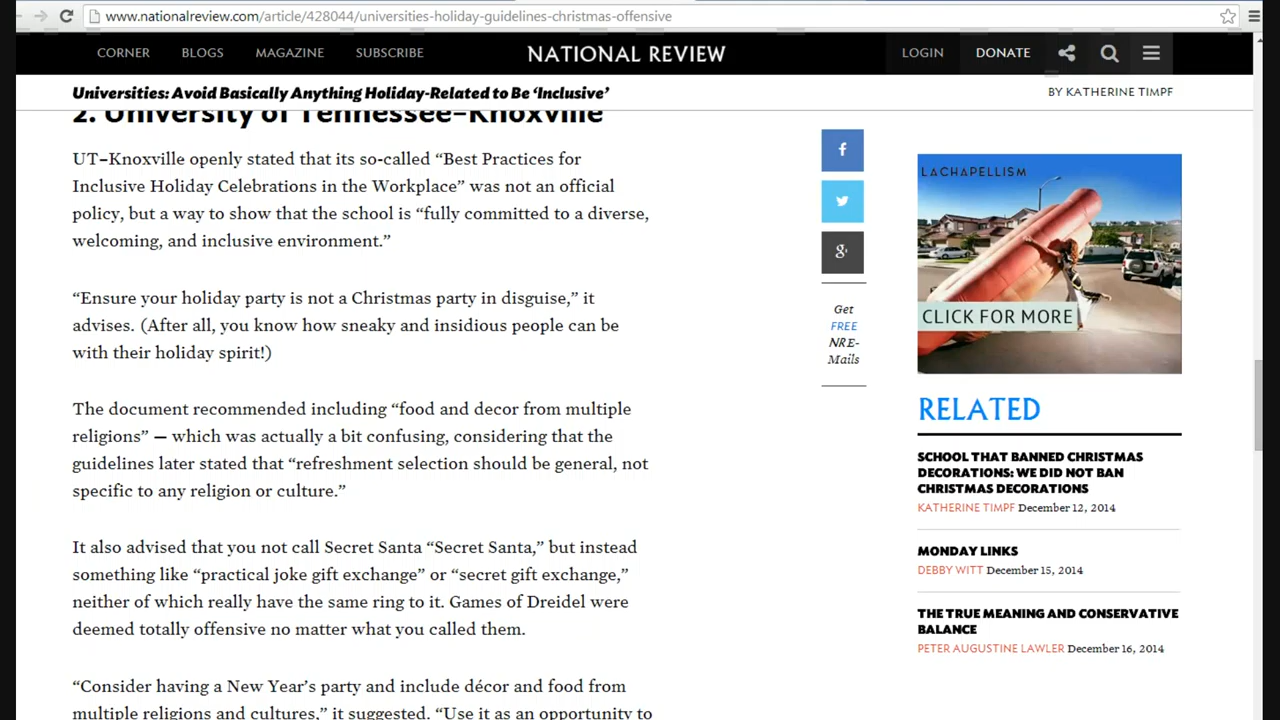 www.nationalreview.com/article/428044/universities-holiday-guidelines-christmas-offensive
CORNER BLOGS MAGAZINE SUBSCRIBE NATIONAL REVIEW LOGIN DONATE
Universities: Avoid Basically Anything Holiday-Related to Be ‘Inclusive’ BY KATHERINE TIMPF
2. University of Tennessee–Knoxville
UT–Knoxville openly stated that its so-called “Best Practices for
Inclusive Holiday Celebrations in the Workplace” was not an official
policy, but a way to show that the school is “fully committed to a diverse,
welcoming, and inclusive environment.”
“Ensure your holiday party is not a Christmas party in disguise,” it
advises. (After all, you know how sneaky and insidious people can be
with their holiday spirit!)
The document recommended including “food and decor from multiple
religions” — which was actually a bit confusing, considering that the
guidelines later stated that “refreshment selection should be general, not
specific to any religion or culture.”
It also advised that you not call Secret Santa “Secret Santa,” but instead
something like “practical joke gift exchange” or “secret gift exchange,”
neither of which really have the same ring to it. Games of Dreidel were
deemed totally offensive no matter what you called them.
“Consider having a New Year’s party and include décor and food from
multiple religions and cultures,” it suggested. “Use it as an opportunity to
f
g+
Get
FREE
NRE-
Mails
LACHAPELLISM
CLICK FOR MORE
RELATED
SCHOOL THAT BANNED CHRISTMAS
DECORATIONS: WE DID NOT BAN
CHRISTMAS DECORATIONS
KATHERINE TIMPF December 12, 2014
MONDAY LINKS
DEBBY WITT December 15, 2014
THE TRUE MEANING AND CONSERVATIVE
BALANCE
PETER AUGUSTINE LAWLER December 16, 2014